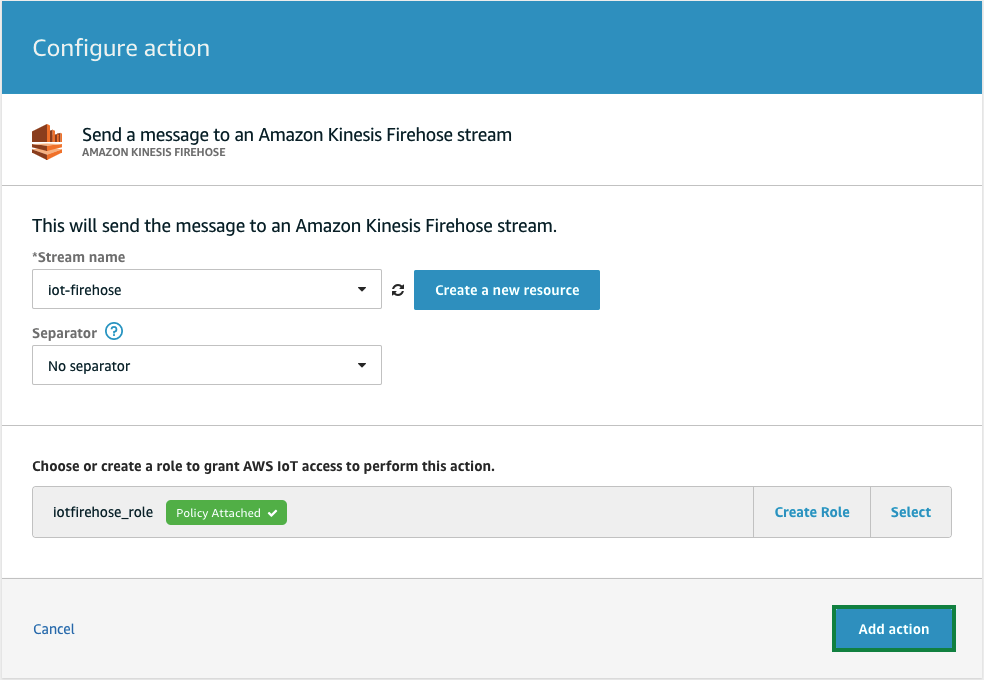 Configure action
Send a message to an Amazon Kinesis Firehose stream
AMAZON KINESIS FIREHOSE
This will send the message to an Amazon Kinesis Firehose stream.
*Stream name
iot-firehose
Create a new resource
Separator ?
No separator
Choose or create a role to grant AWS IoT access to perform this action.
iotfirehose_role Policy Attached ✓ Create Role Select
Cancel Add action